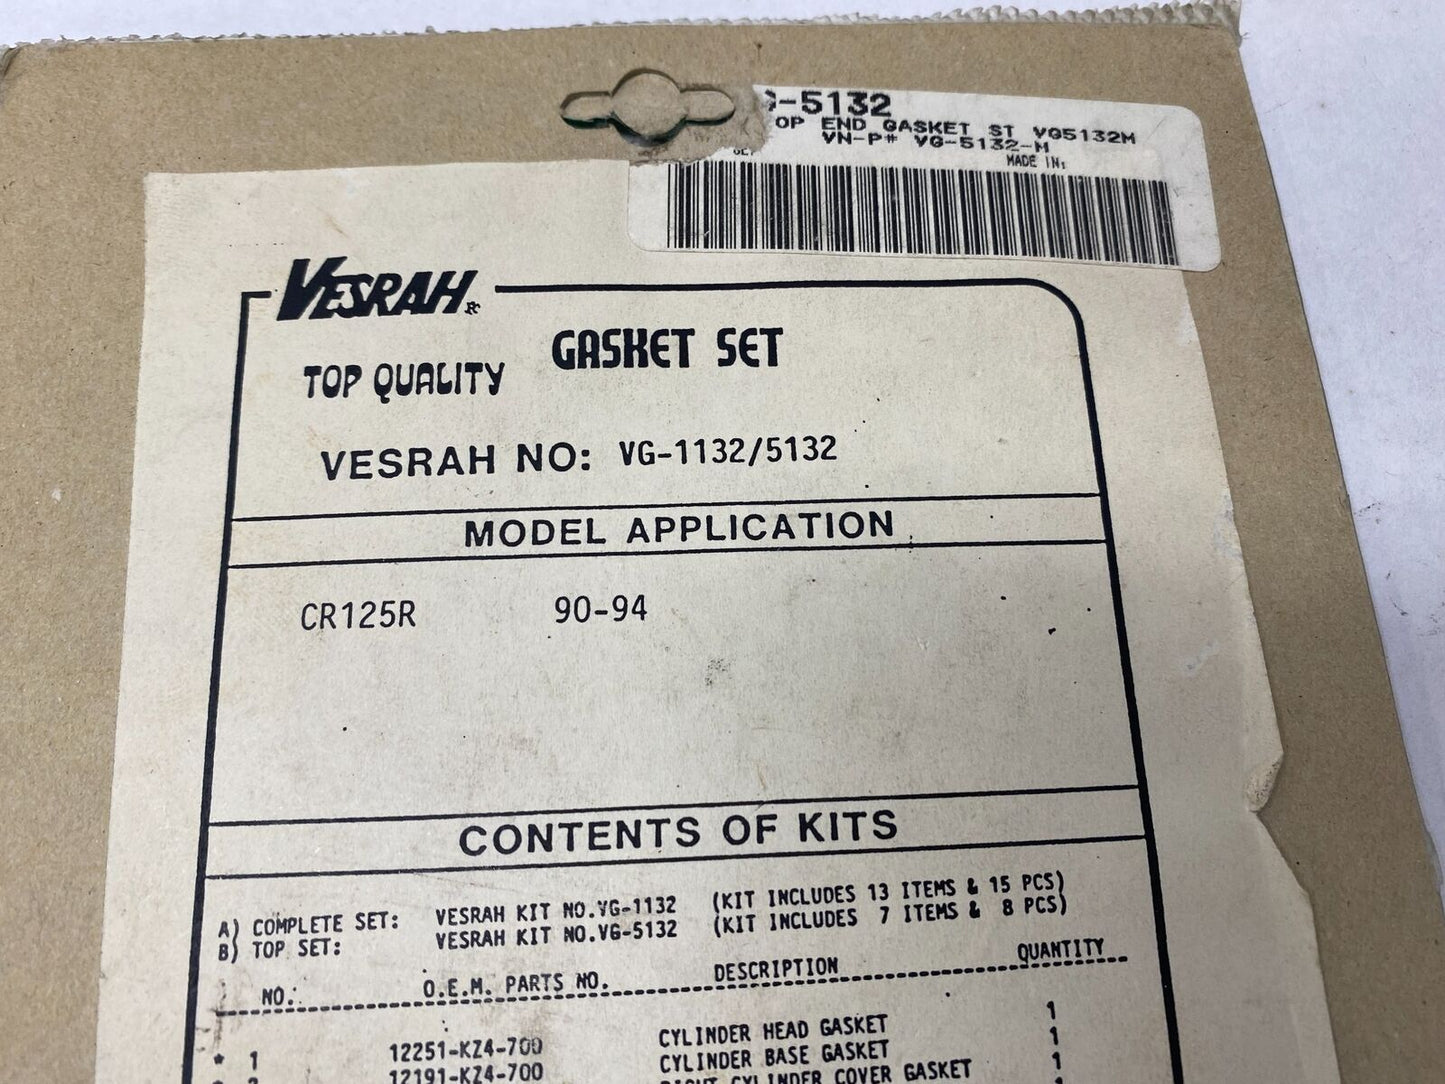 -5132
OP END GASKET ST VG5132M
VN-P# VG-5132-M
MADE IN:
VESRAH
TOP QUALITY GASKET SET
VESRAH NO: VG-1132/5132
MODEL APPLICATION
CR125R 90-94
CONTENTS OF KITS
A) COMPLETE SET: VESRAH KIT NO.VG-1132 (KIT INCLUDES 13 ITEMS & 15 PCS)
B) TOP SET: VESRAH KIT NO.VG-5132 (KIT INCLUDES 7 ITEMS & 8 PCS)
NO. O.E.M. PARTS NO. DESCRIPTION QUANTITY
* 1 12251-KZ4-700 CYLINDER HEAD GASKET 1
12191-KZ4-700 CYLINDER BASE GASKET 1
CYLINDER COVER GASKET